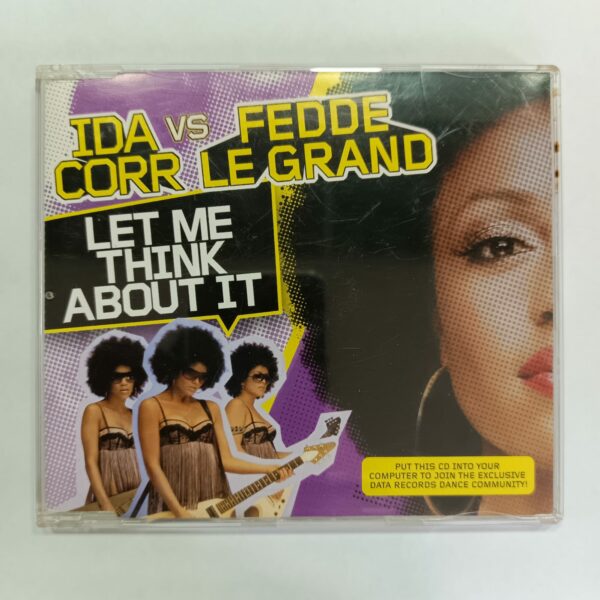 IDA VS FEDDE
CORR LE GRAND
LET ME
THINK
ABOUT IT
PUT THIS CD INTO YOUR
COMPUTER TO JOIN THE EXCLUSIVE
DATA RECORDS DANCE COMMUNITY!